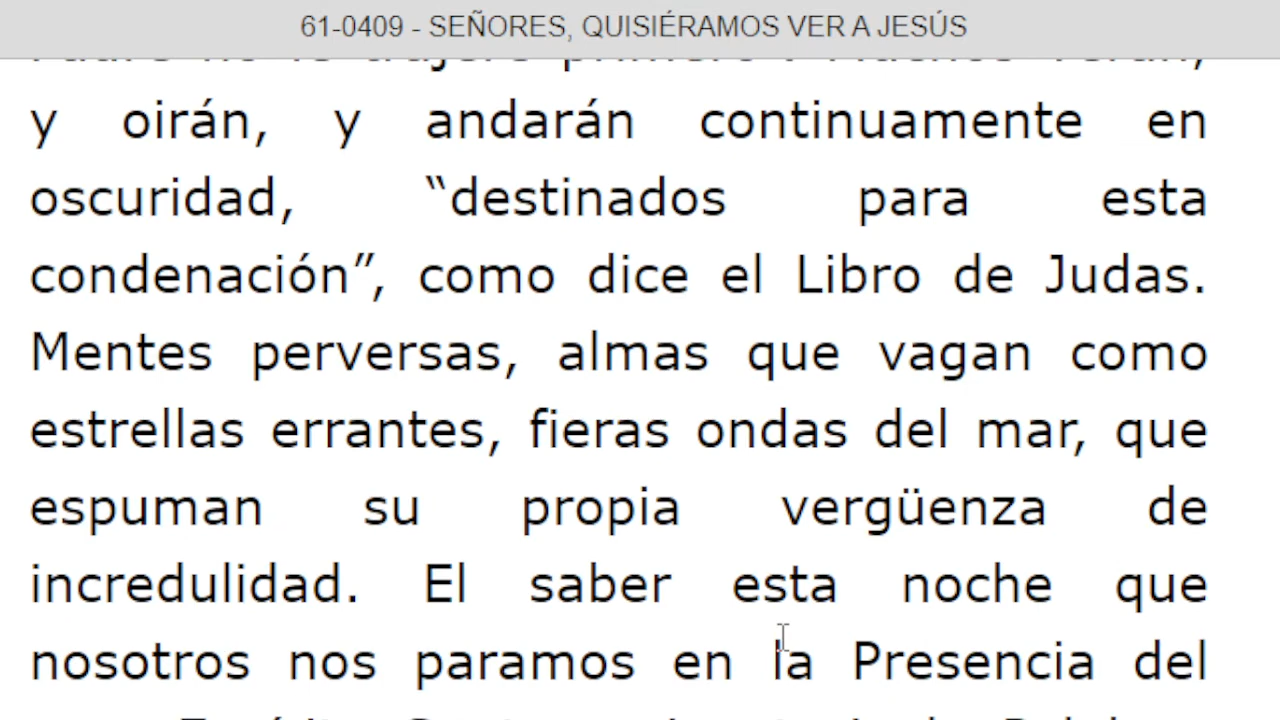 61-0409 - SEÑORES, QUISIÉRAMOS VER A JESÚS
y oirán, y andarán continuamente en
oscuridad, “destinados para esta
condenación”, como dice el Libro de Judas.
Mentes perversas, almas que vagan como
estrellas errantes, fieras ondas del mar, que
espuman su propia vergüenza de
incredulidad. El saber esta noche que
nosotros nos paramos en la Presencia del